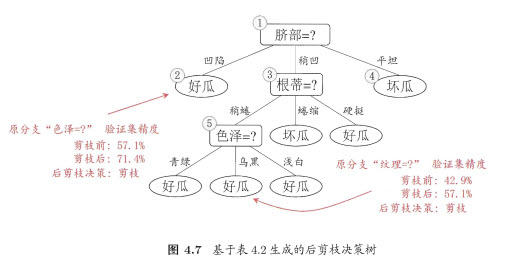 ①
脐部=?
凹陷
稍凹
平坦
②
好瓜
③
根蒂=?
④
坏瓜
稍蜷
蜷缩
硬挺
原分支“色泽=?” 验证集精度
剪枝前: 57.1%
剪枝后: 71.4%
后剪枝决策: 剪枝
⑤
色泽=?
坏瓜
好瓜
青绿
乌黑
浅白
好瓜
好瓜
好瓜
原分支“纹理=?” 验证集精度
剪枝前: 42.9%
剪枝后: 57.1%
后剪枝决策: 剪枝
图 4.7 基于表 4.2 生成的后剪枝决策树